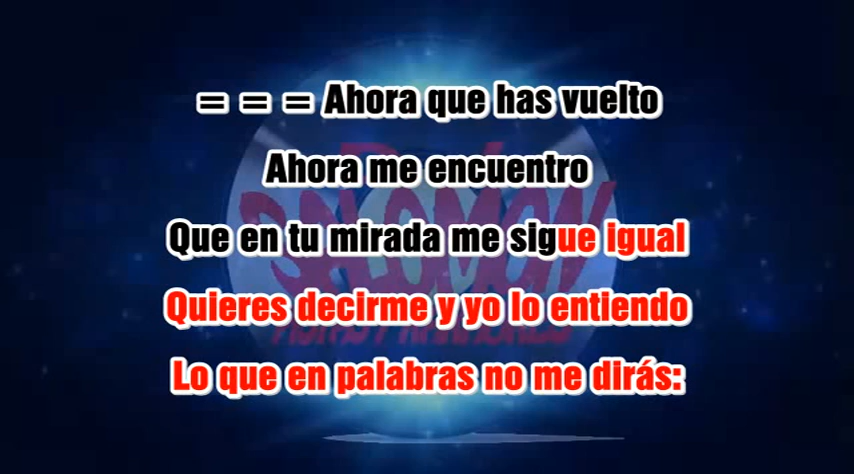 = = = Ahora que has vuelto
Ahora me encuentro
Que en tu mirada me sigue igual
Quieres decirme y yo lo entiendo
Lo que en palabras no me dirás: